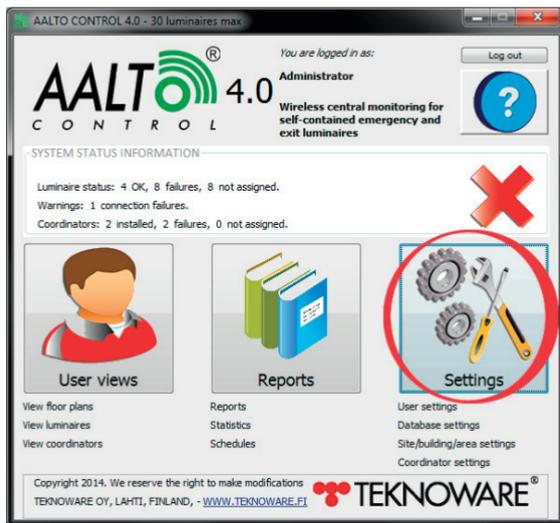 AALTO CONTROL 4.0 - 30 luminaires max
You are logged in as:
Log out
AALTO® 4.0
CONTROL
Administrator
Wireless central monitoring for
self-contained emergency and
exit luminaires
?
SYSTEM STATUS INFORMATION
Luminaire status: 4 OK, 8 failures, 8 not assigned.
Warnings: 1 connection failures.
Coordinators: 2 installed, 2 failures, 0 not assigned.
User views
Reports
Settings
View floor plans
Reports
User settings
View luminaires
Statistics
Database settings
View coordinators
Schedules
Site/building/area settings
Coordinator settings
Copyright 2014. We reserve the right to make modifications
TEKNOWARE OY, LAHTI, FINLAND, - WWW.TEKNOWARE.FI
TEKNOWARE®